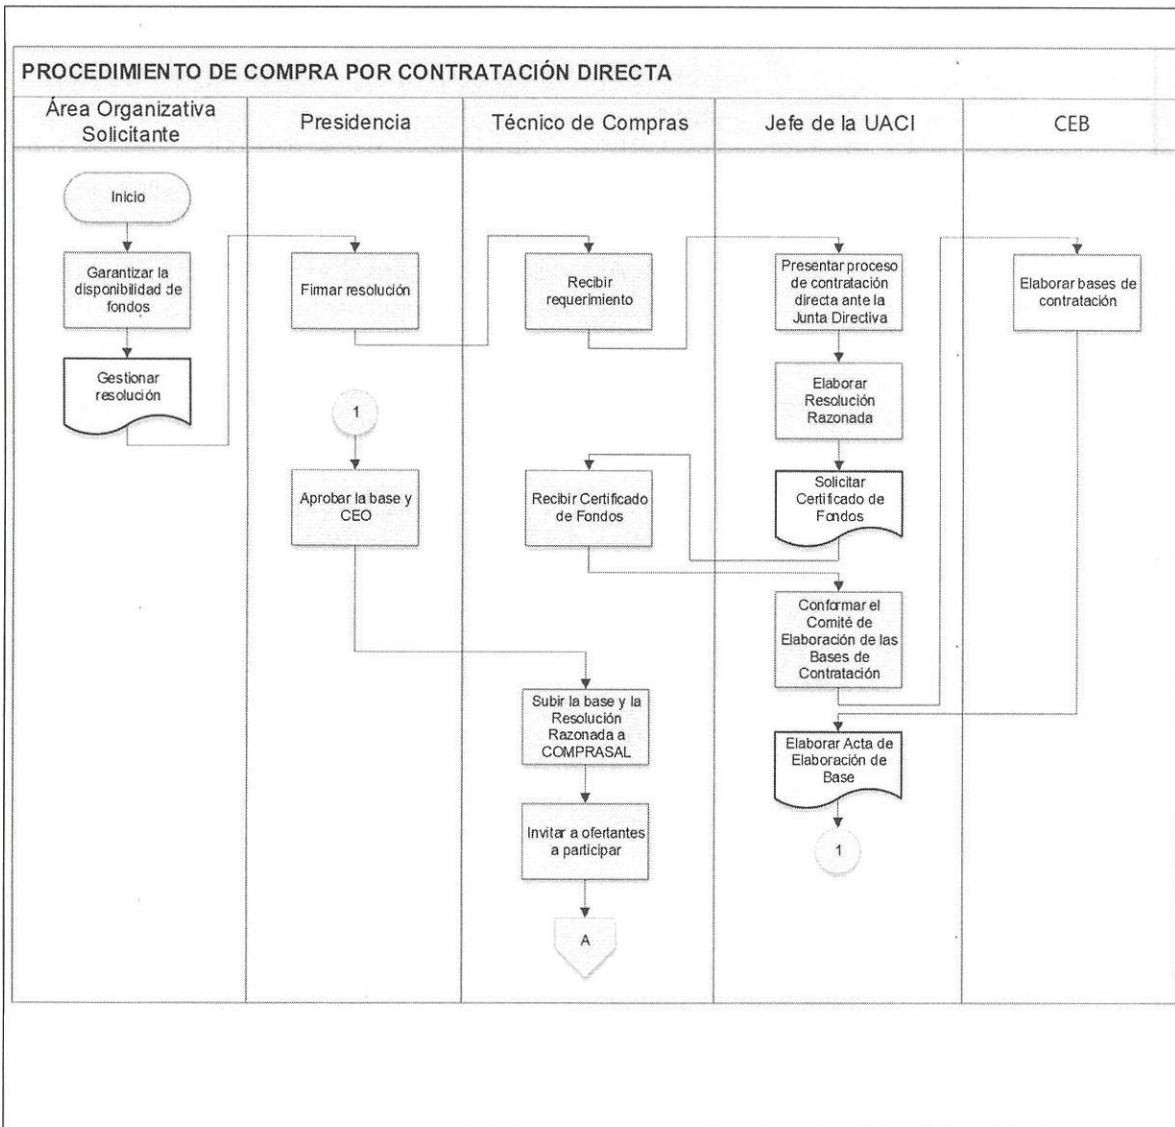 PROCEDIMIENTO DE COMPRA POR CONTRATACIÓN DIRECTA
Área Organizativa
Solicitante
Presidencia
Técnico de Compras
Jefe de la UACI
CEB
Inicio
Garantizar la
disponibilidad de
fondos
Gestionar
resolución
Firmar resolución
1
Aprobar la base y
CEO
Recibir
requerimiento
Recibir Certificado
de Fondos
Subir la base y la
Resolución
Razonada a
COMPRASAL
Invitar a ofertantes
a participar
A
Presentar proceso
de contratación
directa ante la
Junta Directiva
Elaborar
Resolución
Razonada
Solicitar
Certificado de
Fondos
Conformar el
Comité de
Elaboración de las
Bases de
Contratación
Elaborar Acta de
Elaboración de
Base
1
Elaborar bases de
contratación